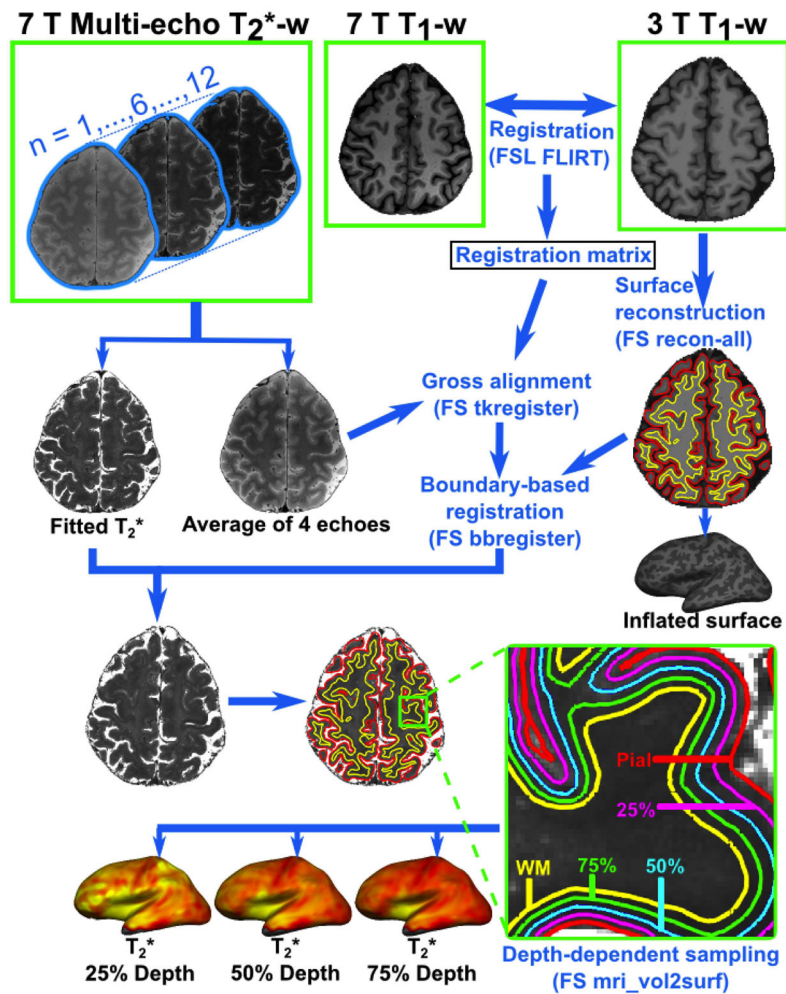 7 T Multi-echo T2*-w
7 T T1-w
3 T T1-w
n = 1,...,6,...,12
Registration
(FSL FLIRT)
Registration matrix
Surface
reconstruction
(FS recon-all)
Gross alignment
(FS tkregister)
Fitted T2*
Average of 4 echoes
Boundary-based
registration
(FS bbregister)
Inflated surface
Pial
25%
WM
75%
50%
T2*
25% Depth
T2*
50% Depth
T2*
75% Depth
Depth-dependent sampling
(FS mri_vol2surf)